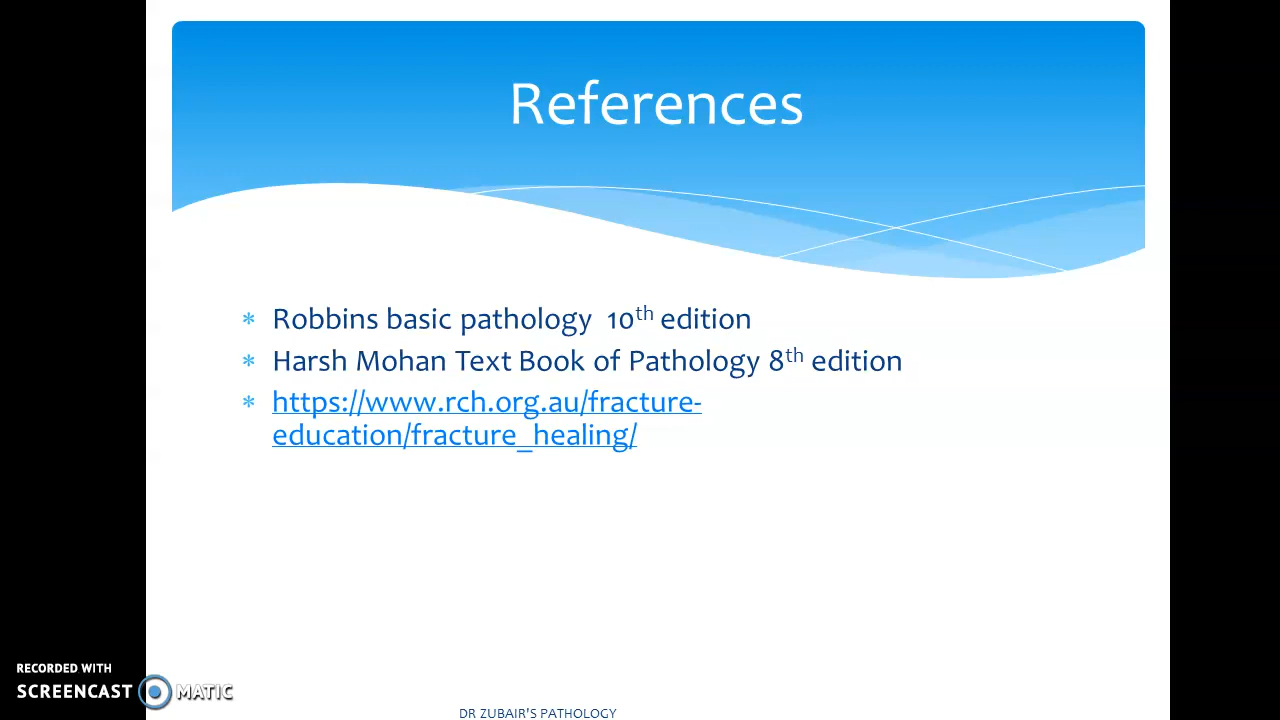 References
* Robbins basic pathology 10th edition
* Harsh Mohan Text Book of Pathology 8th edition
* https://www.rch.org.au/fracture-
education/fracture_healing/
RECORDED WITH
SCREENCAST MATIC
DR ZUBAIR'S PATHOLOGY